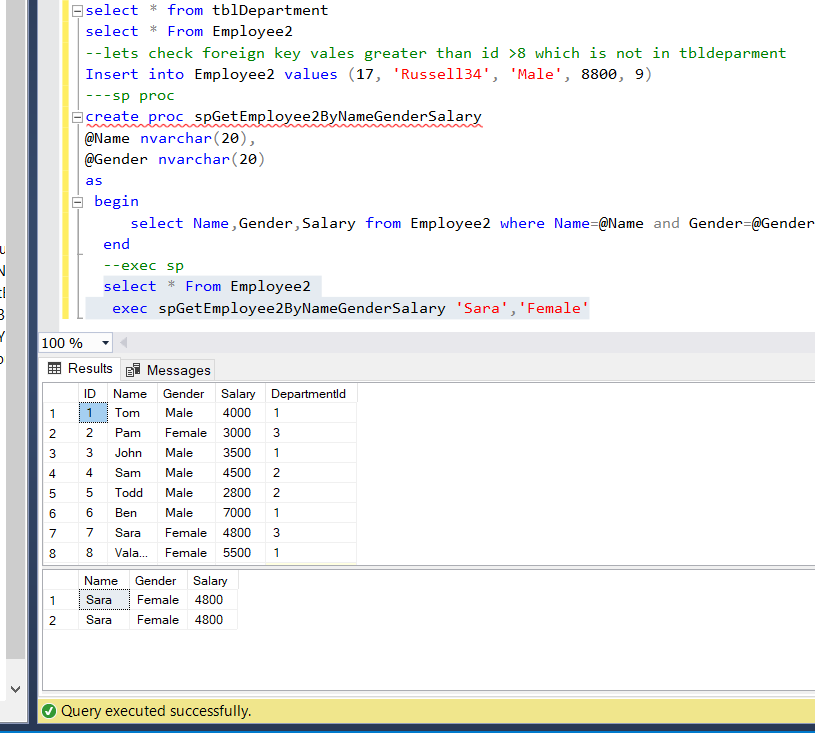 select * from tblDepartment
select * From Employee2
--lets check foreign key vales greater than id >8 which is not in tbldeparment
Insert into Employee2 values (17, 'Russell34', 'Male', 8800, 9)
---sp proc
create proc spGetEmployee2ByNameGenderSalary
@Name nvarchar(20),
@Gender nvarchar(20)
as
begin
select Name,Gender,Salary from Employee2 where Name=@Name and Gender=@Gender
end
--exec sp
select * From Employee2
exec spGetEmployee2ByNameGenderSalary 'Sara','Female'
100 %
Results Messages
ID Name Gender Salary DepartmentId
1 1 Tom Male 4000 1
2 2 Pam Female 3000 3
3 3 John Male 3500 1
4 4 Sam Male 4500 2
5 5 Todd Male 2800 2
6 6 Ben Male 7000 1
7 7 Sara Female 4800 3
8 8 Vala... Female 5500 1
Name Gender Salary
1 Sara Female 4800
2 Sara Female 4800
Query executed successfully.